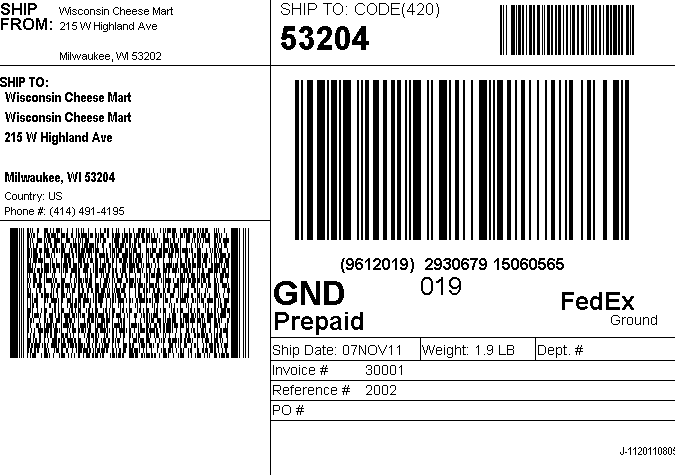 SHIP FROM:
Wisconsin Cheese Mart
215 W Highland Ave
Milwaukee, WI 53202
SHIP TO: CODE(420)
53204
SHIP TO:
Wisconsin Cheese Mart
Wisconsin Cheese Mart
215 W Highland Ave
Milwaukee, WI 53204
Country: US
Phone #: (414) 491-4195
(9612019) 2930679 15060565
019
GND
Prepaid
FedEx
Ground
Ship Date: 07NOV11 Weight: 1.9 LB Dept. #
Invoice # 30001
Reference # 2002
PO #
J-1120110805